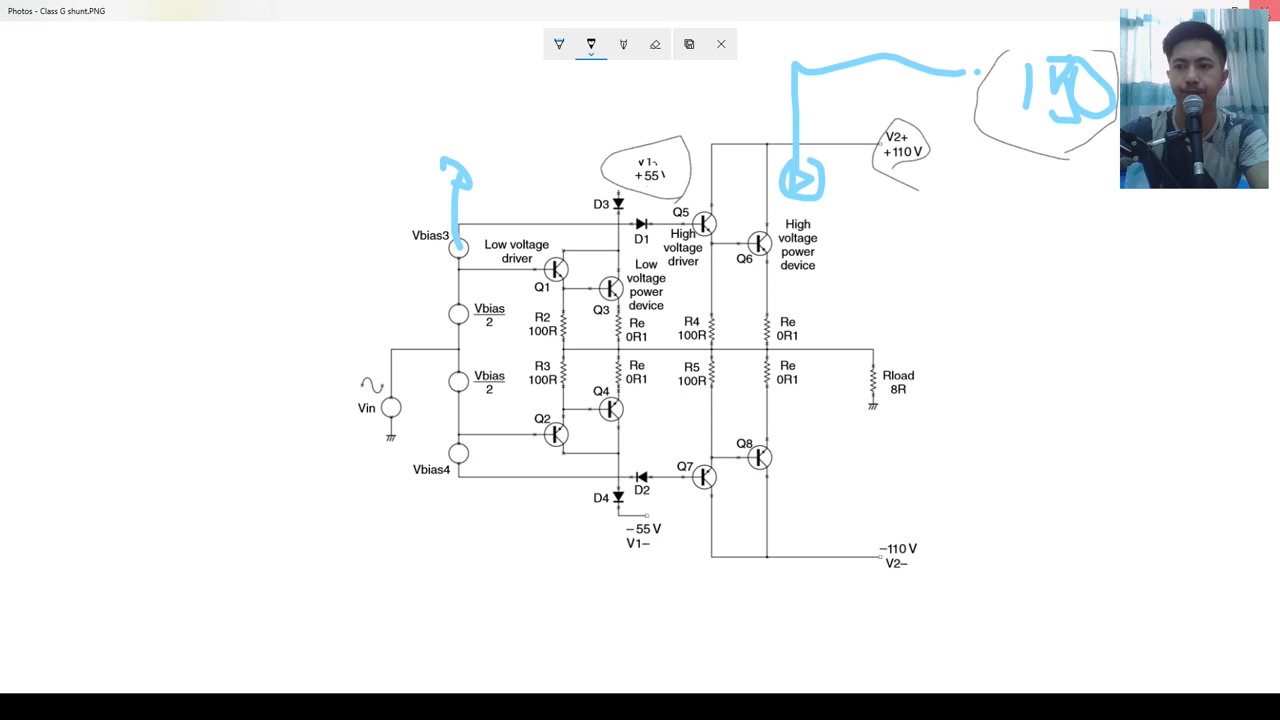 Photos - Class G shunt.PNG
150
V2+
+110 V
+55 V
D3
Q5
D1
High
voltage
driver
Vbias3
Low voltage
driver
Q1
Low
voltage
power
device
Q3
Q6
High
voltage
power
device
Vbias
2
R2
100R
Re
0R1
R4
100R
Re
0R1
Vbias
2
R3
100R
Re
0R1
R5
100R
Re
0R1
Rload
8R
Vin
Q4
Q2
Q8
Q7
Vbias4
D2
D4
–55 V
V1–
–110 V
V2–